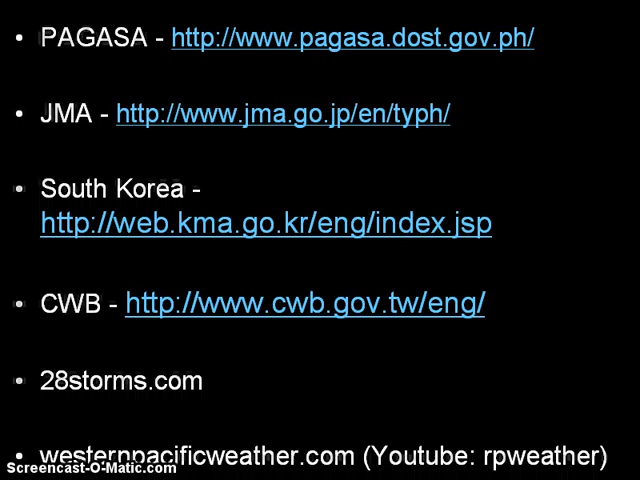 • PAGASA - http://www.pagasa.dost.gov.ph/
• JMA - http://www.jma.go.jp/en/typh/
• South Korea -
http://web.kma.go.kr/eng/index.jsp
• CWB - http://www.cwb.gov.tw/eng/
• 28storms.com
• westernpacificweather.com (Youtube: rpweather)
Screencast-O-Matic.com